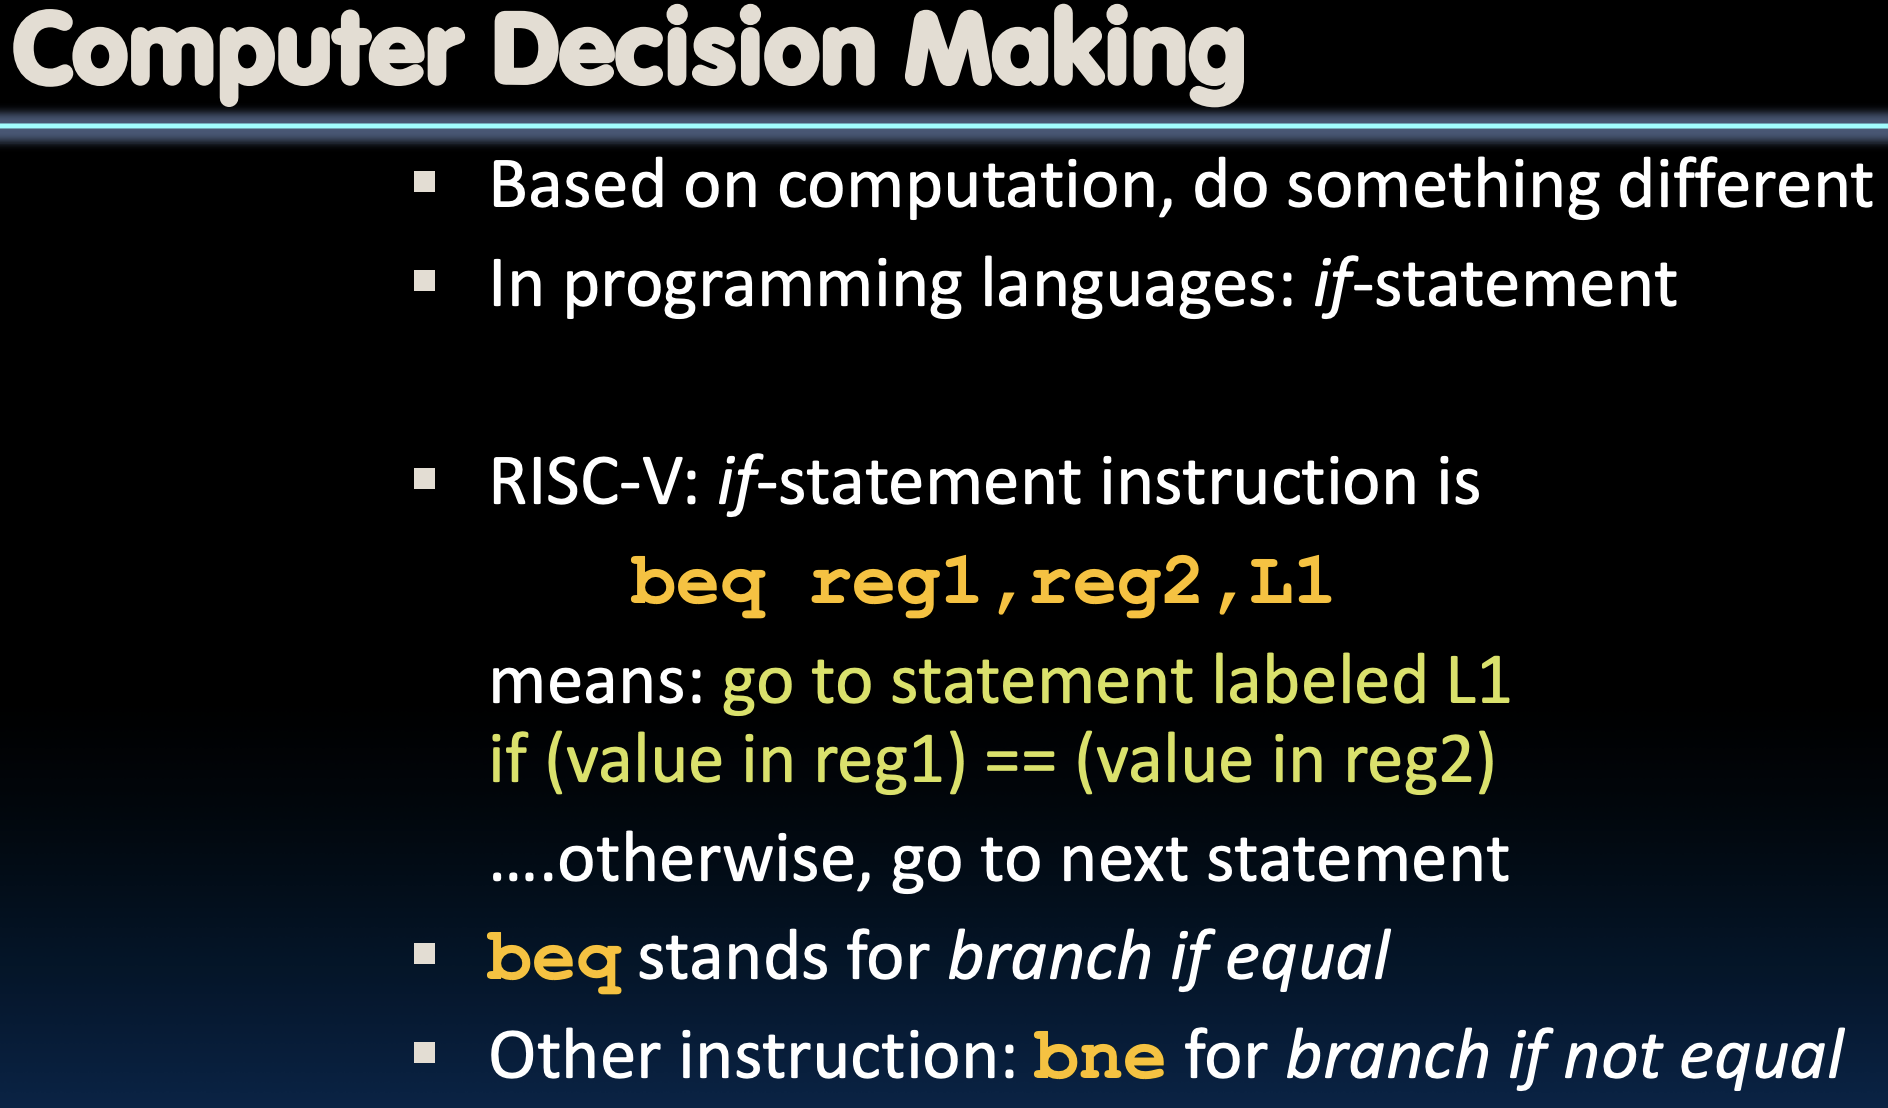 Computer Decision Making
▪ Based on computation, do something different
▪ In programming languages: if-statement
▪ RISC-V: if-statement instruction is
beq reg1,reg2,L1
means: go to statement labeled L1
if (value in reg1) == (value in reg2)
….otherwise, go to next statement
▪ beq stands for branch if equal
▪ Other instruction: bne for branch if not equal